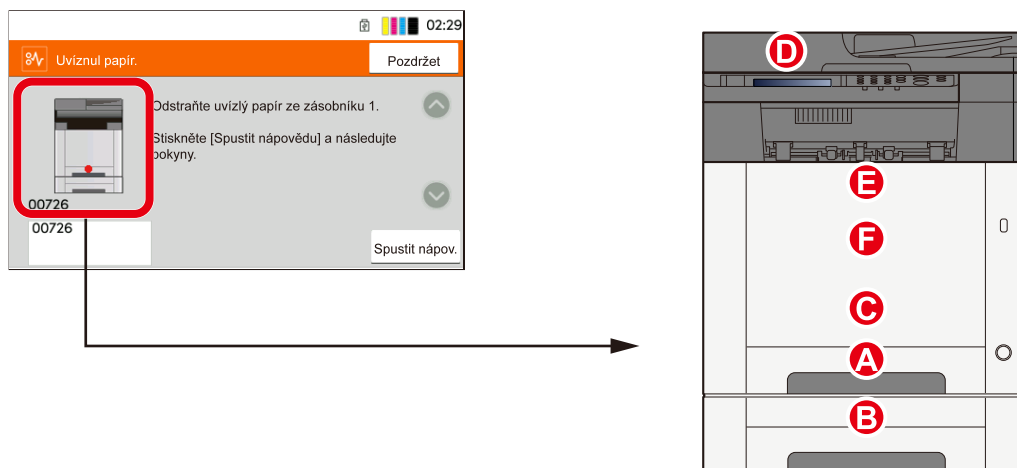 02:29
Uvíznul papír.
Pozdržet
Odstraňte uvízlý papír ze zásobníku 1.
Stiskněte [Spustit nápovědu] a následujte
pokyny.
00726
00726
Spustit nápov.
D
E
F
C
A
B